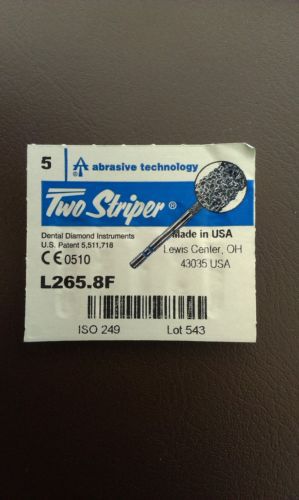 5 abrasive technology
Two Striper®
Dental Diamond Instruments
U.S. Patent 5,511,718
CE 0510
Made in USA
Lewis Center, OH
43035 USA
L265.8F
ISO 249 Lot 543